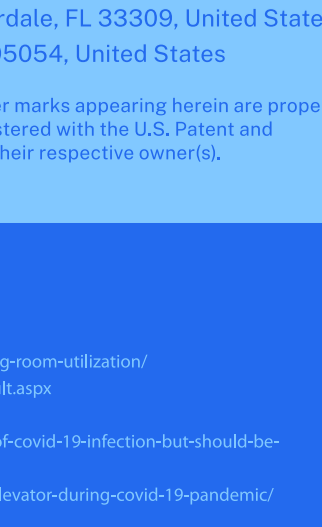 rdale, FL 33309, United State
95054, United States
er marks appearing herein are prope
stered with the U.S. Patent and
heir respective owner(s).
g-room-utilization/
lt.aspx
of-covid-19-infection-but-should-be-
levator-during-covid-19-pandemic/